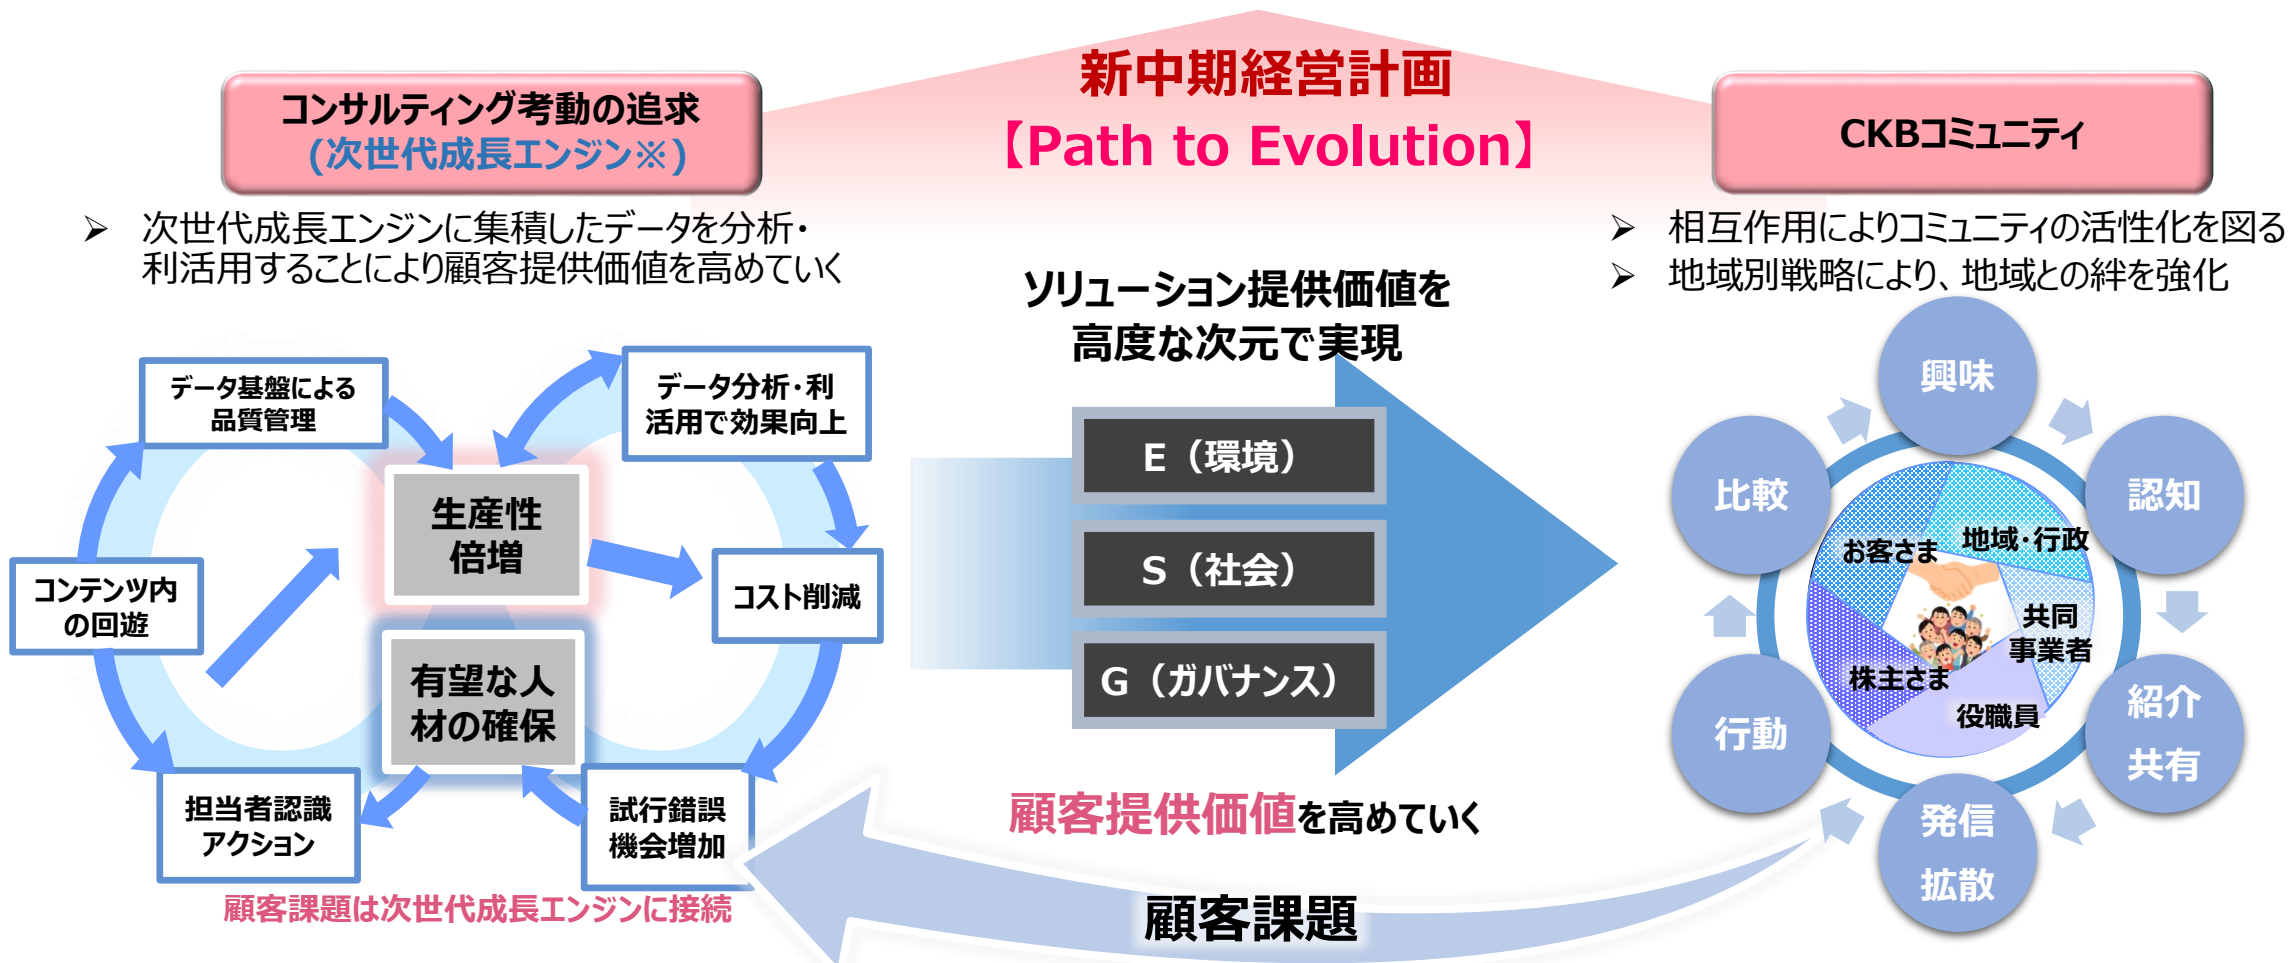 新中期経営計画
【Path to Evolution】
コンサルティング考動の追求
(次世代成長エンジン※)
➢ 次世代成長エンジンに集積したデータを分析・
利活用することにより顧客提供価値を高めていく
データ基盤による
品質管理
データ分析・利
活用で効果向上
生産性
倍増
コンテンツ内
の回遊
コスト削減
有望な人
材の確保
担当者認識
アクション
試行錯誤
機会増加
顧客課題は次世代成長エンジンに接続
ソリューション提供価値を
高度な次元で実現
E（環境）
S（社会）
G（ガバナンス）
顧客提供価値を高めていく
顧客課題
CKBコミュニティ
➢ 相互作用によりコミュニティの活性化を図る
➢ 地域別戦略により、地域との絆を強化
興味
認知
紹介
共有
発信
拡散
行動
比較
お客さま
地域・行政
共同
事業者
役職員
株主さま